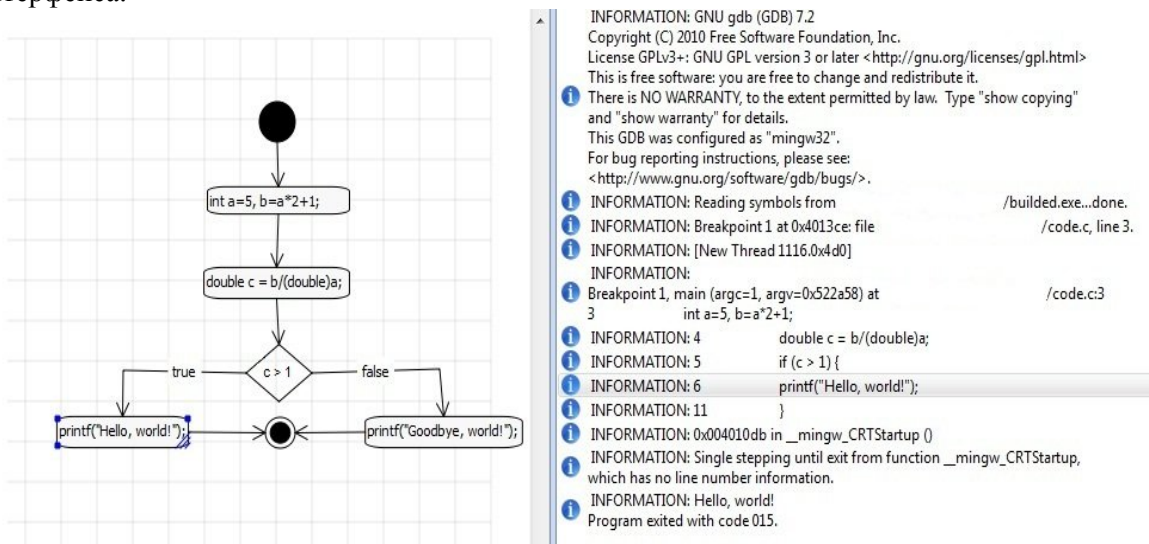 int a=5, b=a*2+1;
double c = b/(double)a;
c > 1
true
false
printf("Hello, world!");
printf("Goodbye, world!");
INFORMATION: GNU gdb (GDB) 7.2
Copyright (C) 2010 Free Software Foundation, Inc.
License GPLv3+: GNU GPL version 3 or later <http://gnu.org/licenses/gpl.html>
This is free software: you are free to change and redistribute it.
There is NO WARRANTY, to the extent permitted by law. Type "show copying"
and "show warranty" for details.
This GDB was configured as "mingw32".
For bug reporting instructions, please see:
<http://www.gnu.org/software/gdb/bugs/>.
INFORMATION: Reading symbols from /builded.exe...done.
INFORMATION: Breakpoint 1 at 0x4013ce: file /code.c, line 3.
INFORMATION: [New Thread 1116.0x4d0]
INFORMATION:
Breakpoint 1, main (argc=1, argv=0x522a58) at /code.c:3
3 int a=5, b=a*2+1;
INFORMATION: 4 double c = b/(double)a;
INFORMATION: 5 if (c > 1) {
INFORMATION: 6 printf("Hello, world!");
INFORMATION: 11 }
INFORMATION: 0x004010db in __mingw_CRTStartup ()
INFORMATION: Single stepping until exit from function __mingw_CRTStartup,
which has no line number information.
INFORMATION: Hello, world!
Program exited with code 015.